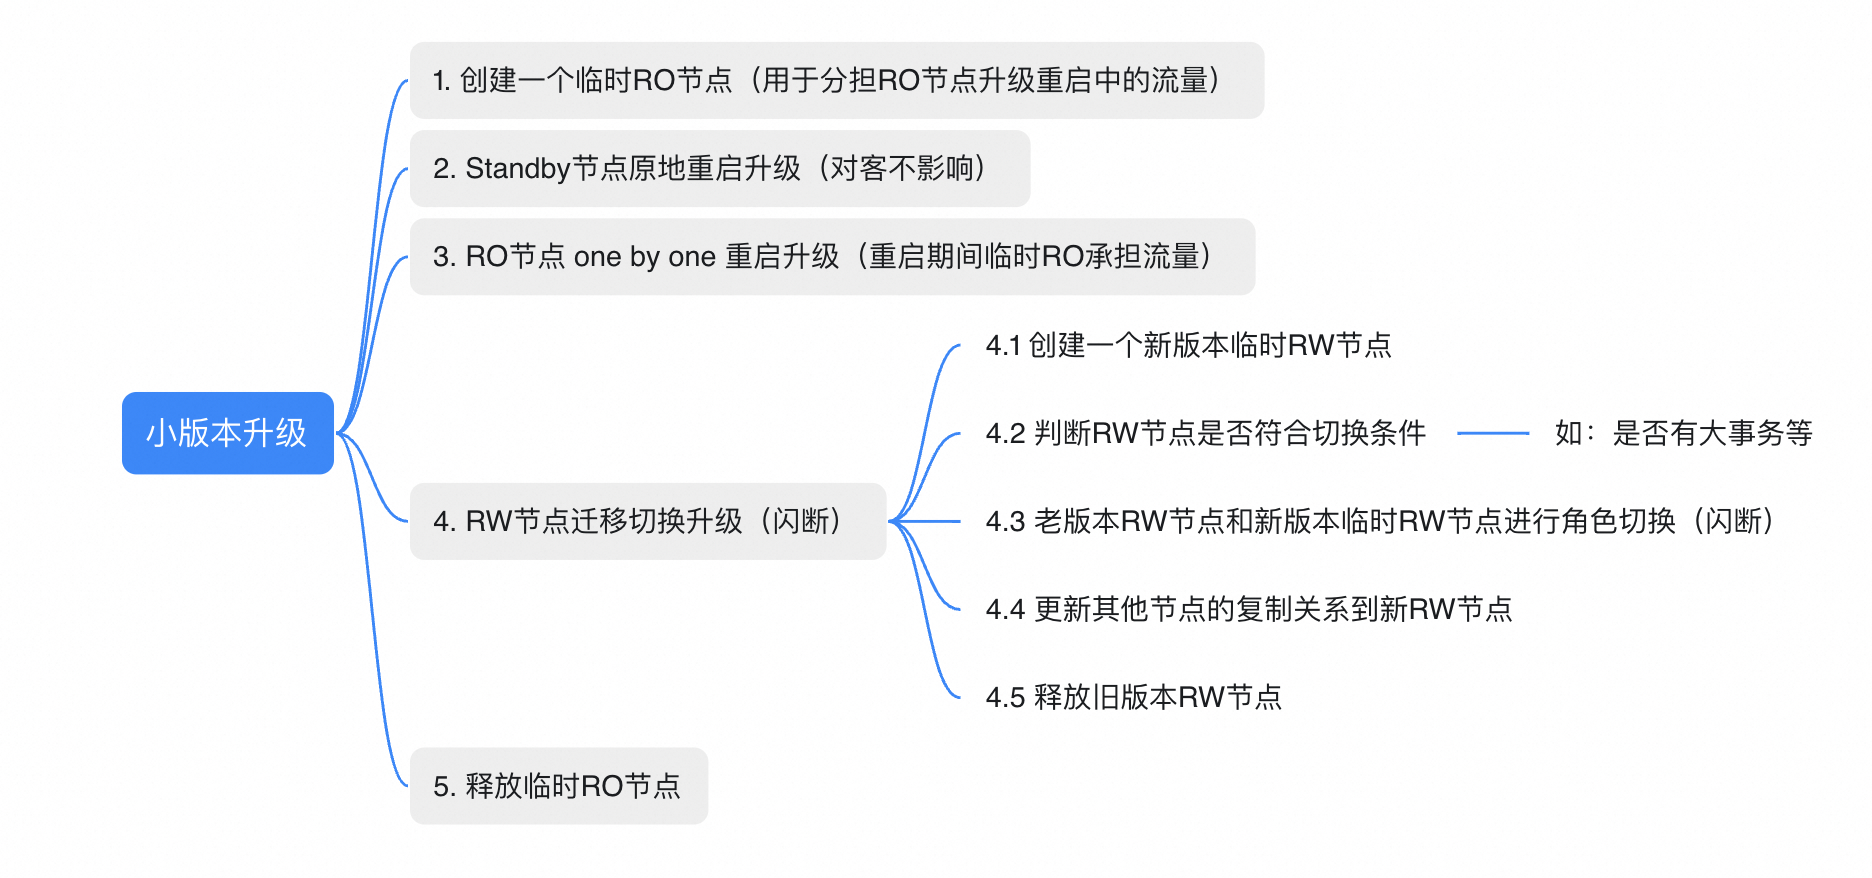 1. 创建一个临时RO节点（用于分担RO节点升级重启中的流量）
2. Standby节点原地重启升级（对客不影响）
3. RO节点 one by one 重启升级（重启期间临时RO承担流量）
小版本升级
4. RW节点迁移切换升级（闪断）
4.1 创建一个新版本临时RW节点
4.2 判断RW节点是否符合切换条件
如：是否有大事务等
4.3 老版本RW节点和新版本临时RW节点进行角色切换（闪断）
4.4 更新其他节点的复制关系到新RW节点
4.5 释放旧版本RW节点
5. 释放临时RO节点